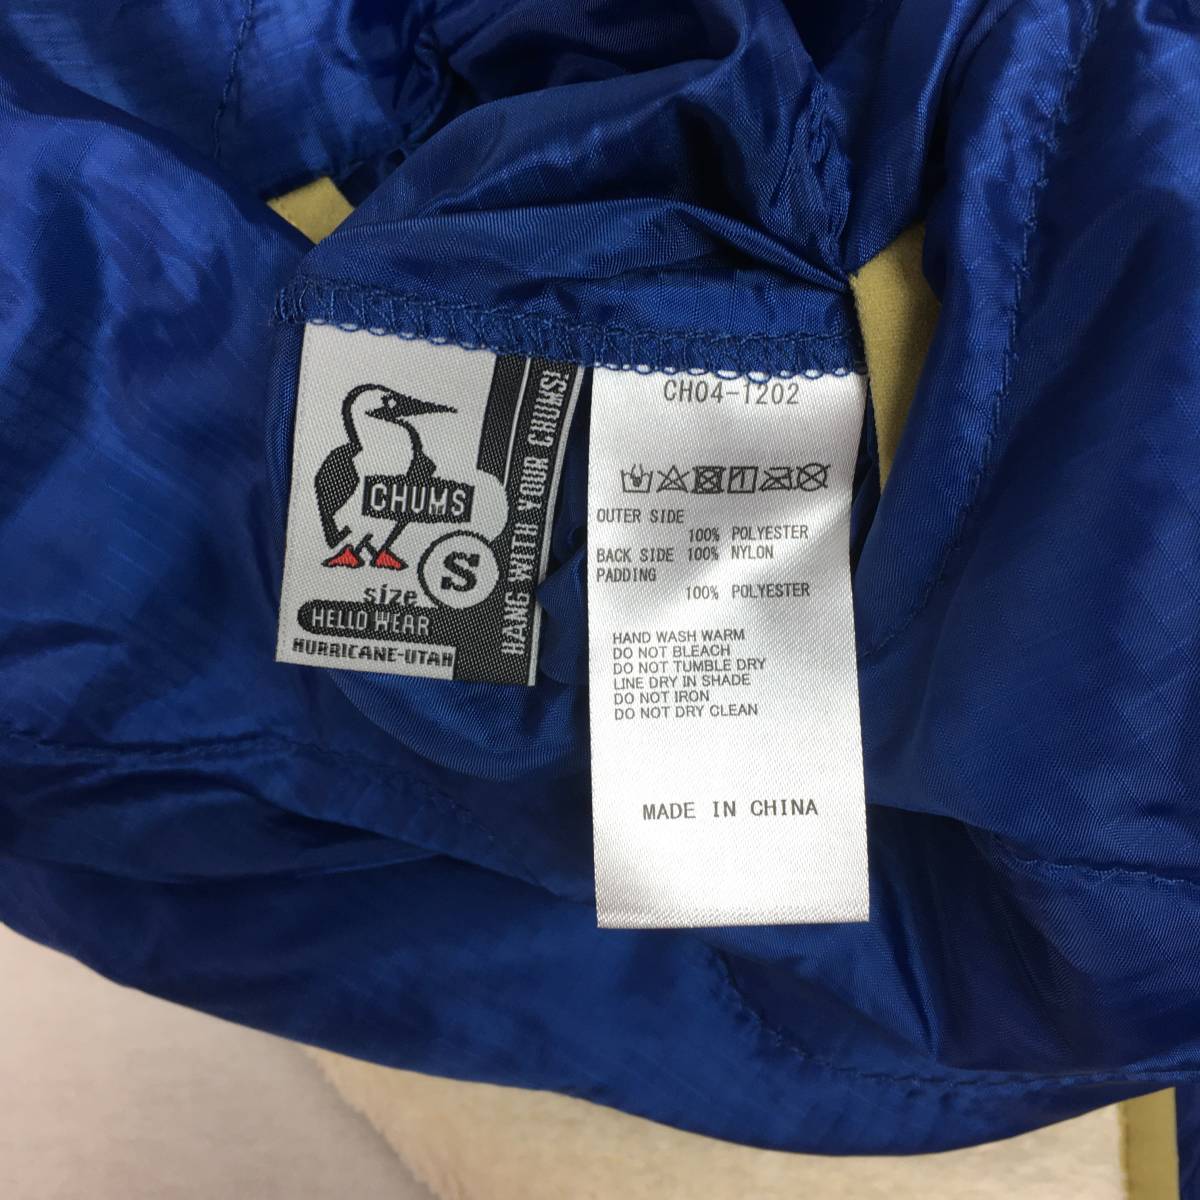 CHUMS
size S
HELLO WEAR
HURRICANE-UTAH
HANG WITH YOUR CHUMS!
CH04-1202
OUTER SIDE
100% POLYESTER
BACK SIDE 100% NYLON
PADDING
100% POLYESTER
HAND WASH WARM
DO NOT BLEACH
DO NOT TUMBLE DRY
LINE DRY IN SHADE
DO NOT IRON
DO NOT DRY CLEAN
MADE IN CHINA